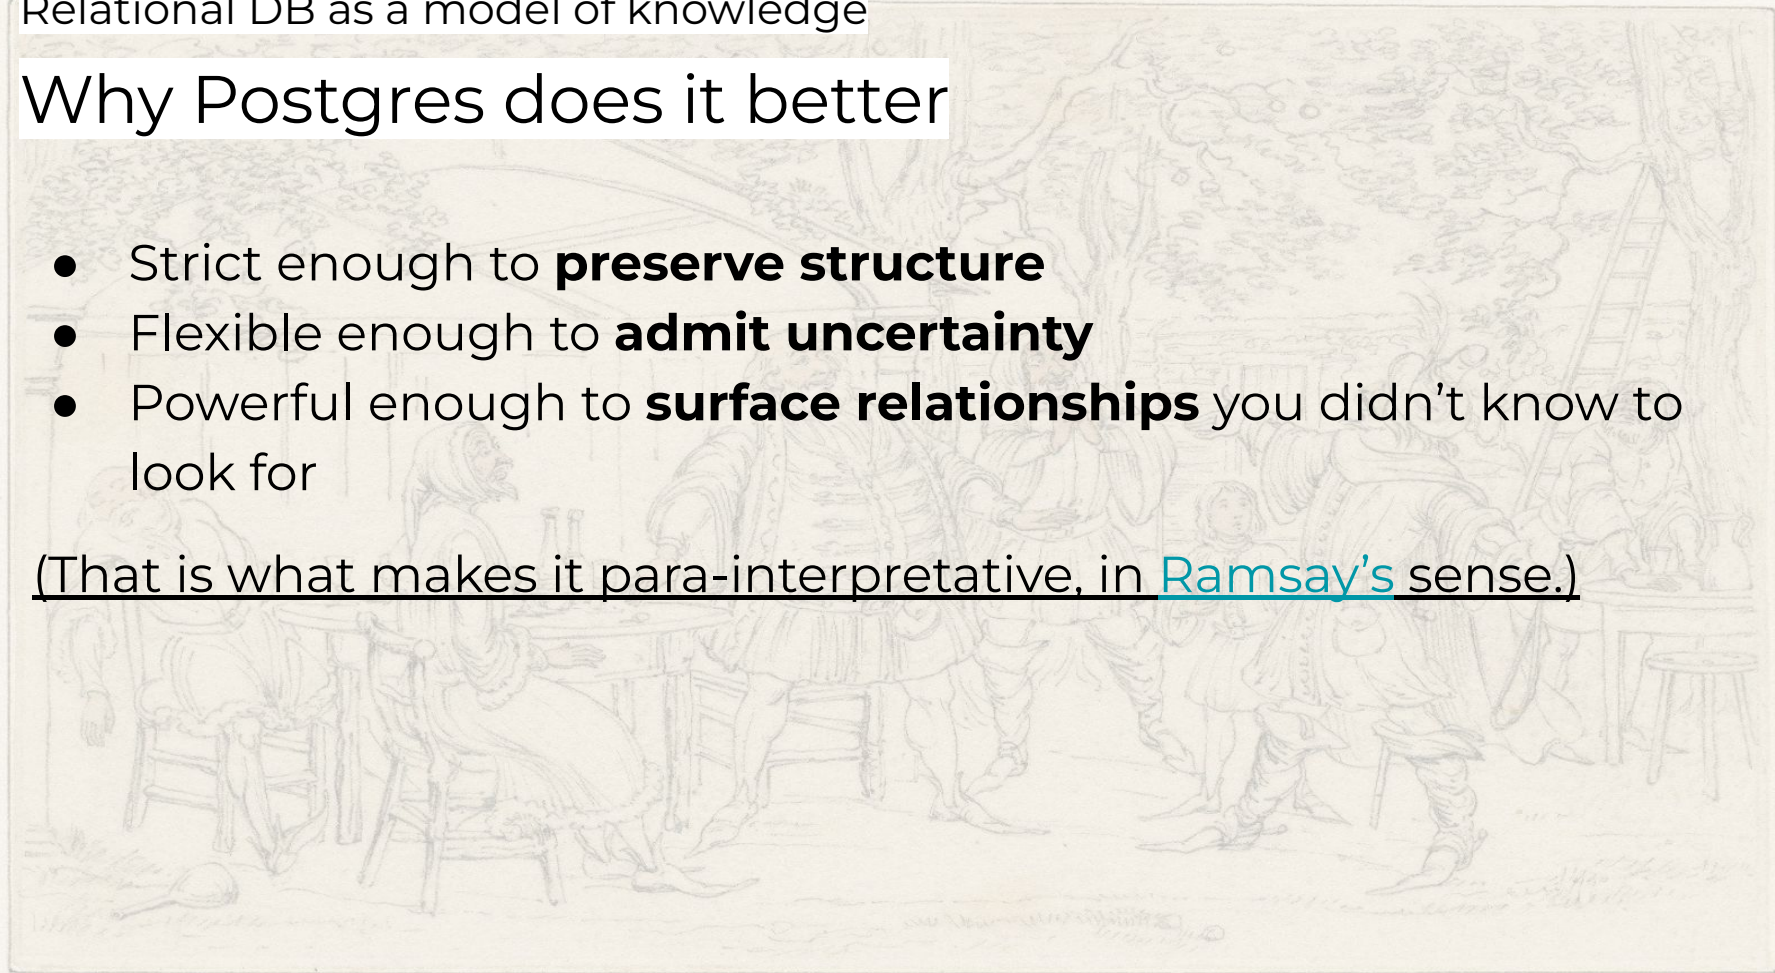 Relational DB as a model of knowledge
Why Postgres does it better
● Strict enough to preserve structure
● Flexible enough to admit uncertainty
● Powerful enough to surface relationships you didn’t know to
look for
(That is what makes it para-interpretative, in Ramsay’s sense.)